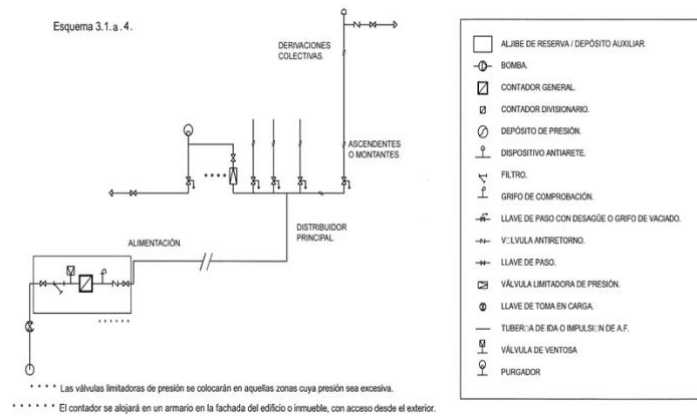 Esquema 3.1.a.4.
DERIVACIONES
COLECTIVAS.
ASCENDENTES
O MONTANTES.
* * * *
DISTRIBUIDOR
PRINCIPAL.
ALIMENTACIÓN.
* * * * * *
* * * * Las válvulas limitadoras de presión se colocarán en aquellas zonas cuya presión sea excesiva.
* * * * * * El contador se alojará en un armario en la fachada del edificio o inmueble, con acceso desde el exterior.
ALJIBE DE RESERVA / DEPÓSITO AUXILIAR.
BOMBA.
CONTADOR GENERAL.
CONTADOR DIVISIONARIO.
DEPÓSITO DE PRESIÓN.
DISPOSITIVO ANTIARETE.
FILTRO.
GRIFO DE COMPROBACIÓN.
LLAVE DE PASO CON DESAGÜE O GRIFO DE VACIADO.
V□LVULA ANTIRETORNO.
LLAVE DE PASO.
VÁLVULA LIMITADORA DE PRESIÓN.
LLAVE DE TOMA EN CARGA.
TUBER□A DE IDA O IMPULSI□N DE A.F.
VÁLVULA DE VENTOSA
PURGADOR